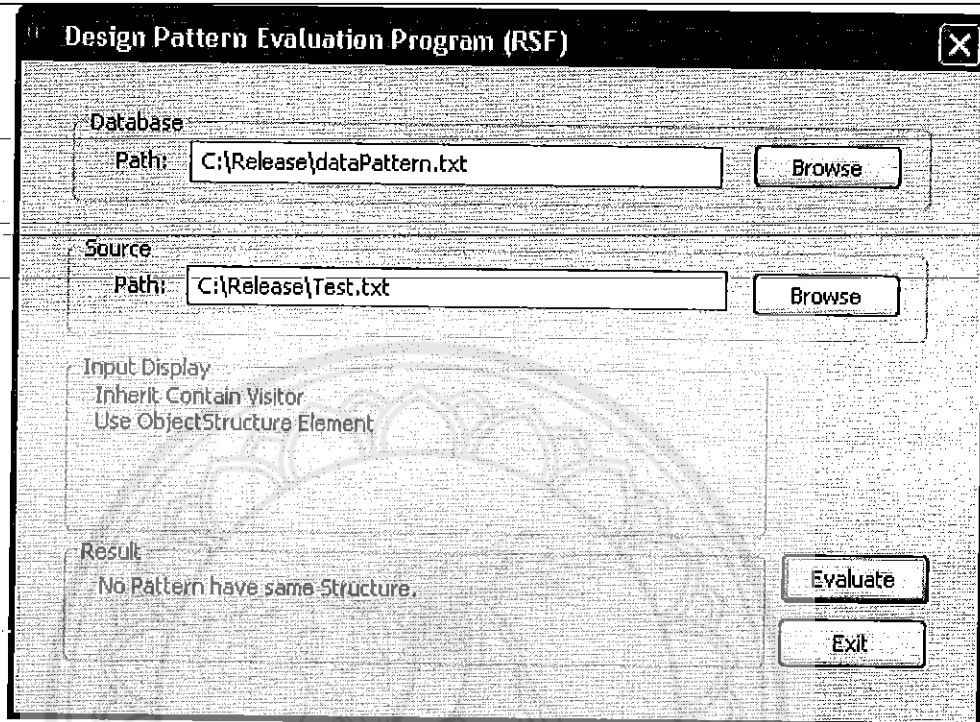 Design Pattern Evaluation Program (RSF)
Database
Path: C:\Release\dataPattern.txt Browse
Source
Path: C:\Release\Test.txt Browse
Input Display
Inherit Contain Visitor
Use ObjectStructure Element
Result
No Pattern have same Structure.
Evaluate
Exit